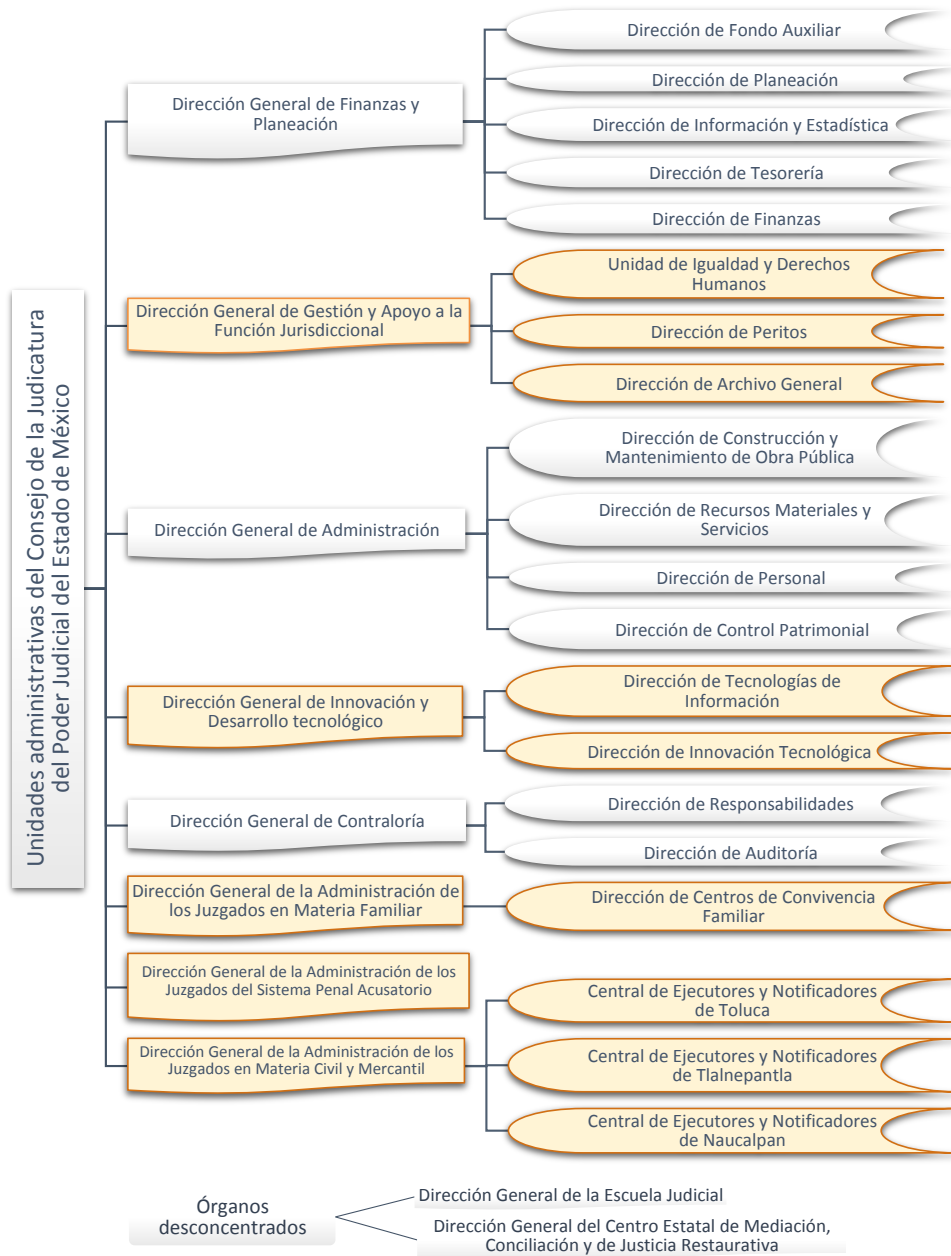 Unidades administrativas del Consejo de la Judicatura
del Poder Judicial del Estado de México
Dirección General de Finanzas y
Planeación
Dirección de Fondo Auxiliar
Dirección de Planeación
Dirección de Información y Estadística
Dirección de Tesorería
Dirección de Finanzas
Dirección General de Gestión y Apoyo a la
Función Jurisdiccional
Unidad de Igualdad y Derechos
Humanos
Dirección de Peritos
Dirección de Archivo General
Dirección General de Administración
Dirección de Construcción y
Mantenimiento de Obra Pública
Dirección de Recursos Materiales y
Servicios
Dirección de Personal
Dirección de Control Patrimonial
Dirección General de Innovación y
Desarrollo tecnológico
Dirección de Tecnologías de
Información
Dirección de Innovación Tecnológica
Dirección General de Contraloría
Dirección de Responsabilidades
Dirección de Auditoría
Dirección General de la Administración de
los Juzgados en Materia Familiar
Dirección de Centros de Convivencia
Familiar
Dirección General de la Administración de los
Juzgados del Sistema Penal Acusatorio
Dirección General de la Administración de los
Juzgados en Materia Civil y Mercantil
Central de Ejecutores y Notificadores
de Toluca
Central de Ejecutores y Notificadores
de Tlalnepantla
Central de Ejecutores y Notificadores
de Naucalpan
Órganos
desconcentrados
Dirección General de la Escuela Judicial
Dirección General del Centro Estatal de Mediación,
Conciliación y de Justicia Restaurativa